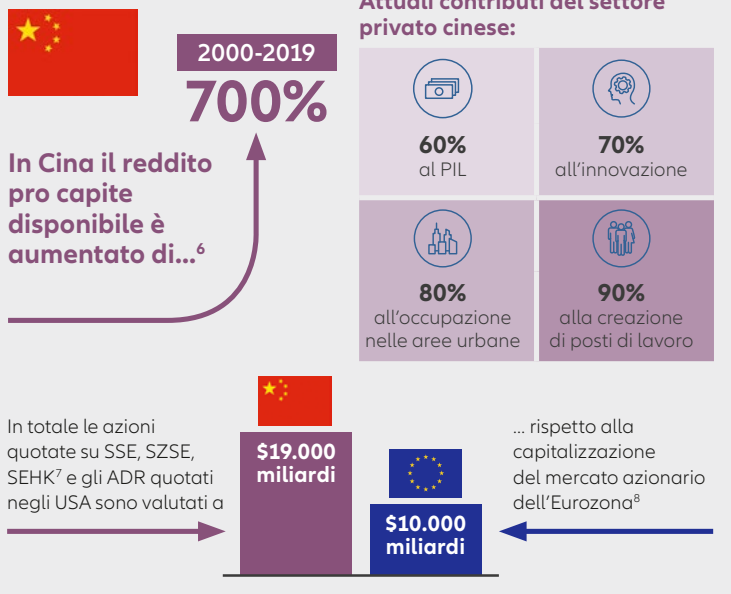 Attuali contributi del settore
privato cinese:
2000-2019
700%
In Cina il reddito
pro capite
disponibile è
aumentato di...⁶
60%
al PIL
70%
all'innovazione
80%
all'occupazione
nelle aree urbane
90%
alla creazione
di posti di lavoro
In totale le azioni
quotate su SSE, SZSE,
SEHK⁷ e gli ADR quotati
negli USA sono valutati a
$19.000
miliardi
$10.000
miliardi
... rispetto alla
capitalizzazione
del mercato azionario
dell'Eurozona⁸